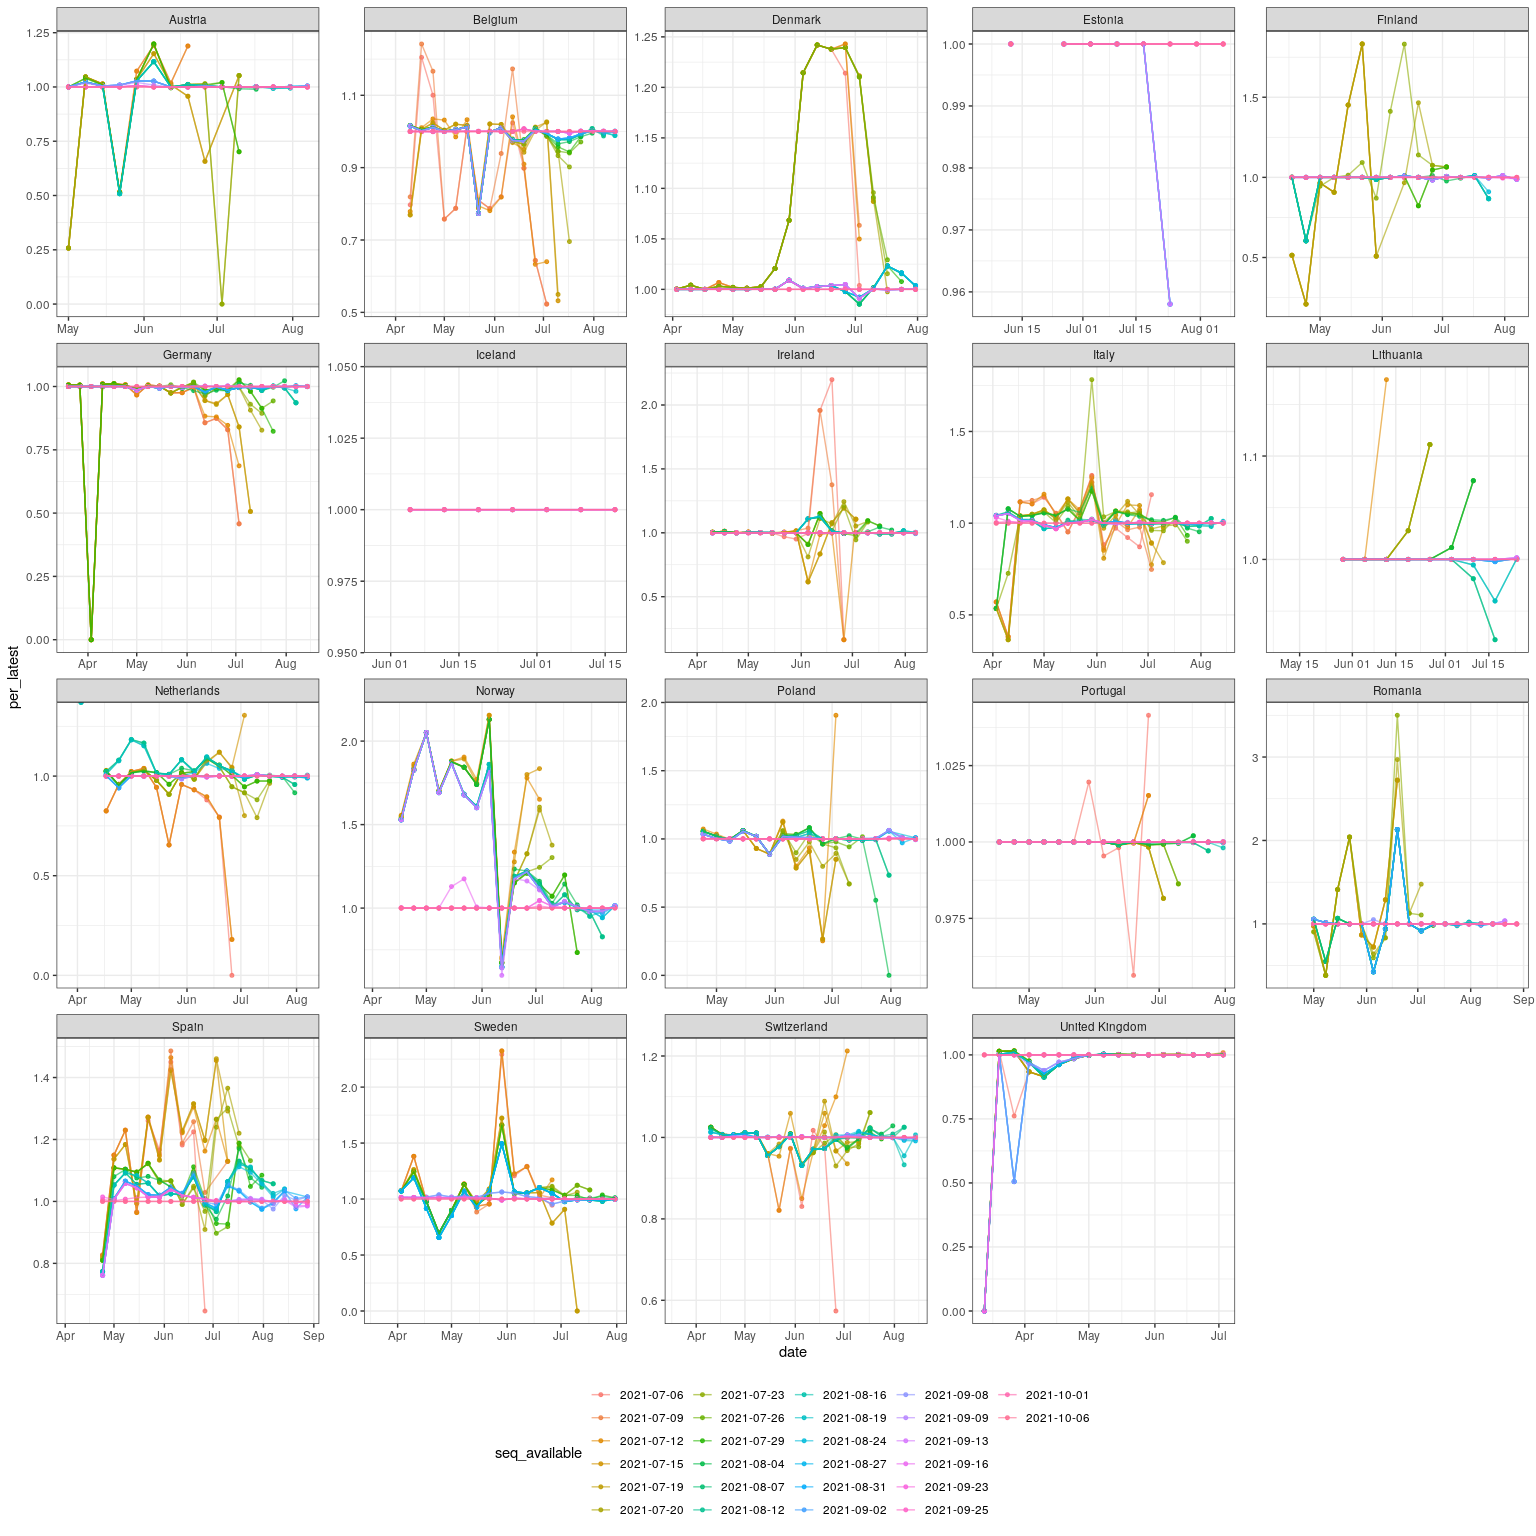 Austria Belgium Denmark Estonia Finland
1.25 1.00 0.75 0.50 0.25 0.00
1.1 0.9 0.7 0.5
1.25 1.20 1.15 1.10 1.05 1.00
1.00 0.99 0.98 0.97 0.96
1.5 1.0 0.5
May Jun Jul Aug
Apr May Jun Jul Aug
Apr May Jun Jul Aug
Jun 15 Jul 01 Jul 15 Aug 01
May Jun Jul Aug
Germany Iceland Ireland Italy Lithuania
1.00 0.75 0.50 0.25 0.00
1.050 1.025 1.000 0.975 0.950
2.0 1.5 1.0 0.5
1.5 1.0 0.5
1.1 1.0
Apr May Jun Jul Aug
Jun 01 Jun 15 Jul 01 Jul 15
Apr May Jun Jul Aug
Apr May Jun Jul Aug
May 15 Jun 01 Jun 15 Jul 01 Jul 15
per_latest
Netherlands Norway Poland Portugal Romania
1.0 0.5 0.0
2.0 1.5 1.0
2.0 1.5 1.0 0.5 0.0
1.025 1.000 0.975
3 2 1
Apr May Jun Jul Aug
Apr May Jun Jul Aug
May Jun Jul Aug
May Jun Jul Aug
May Jun Jul Aug Sep
Spain Sweden Switzerland United Kingdom
1.4 1.2 1.0 0.8
2.0 1.5 1.0 0.5 0.0
1.2 1.0 0.8 0.6
1.00 0.75 0.50 0.25 0.00
Apr May Jun Jul Aug Sep
Apr May Jun Jul Aug
Apr May Jun Jul Aug
Apr May Jun Jul
date
seq_available
2021-07-06 2021-07-23 2021-08-16 2021-09-08 2021-10-01
2021-07-09 2021-07-26 2021-08-19 2021-09-09 2021-10-06
2021-07-12 2021-07-29 2021-08-24 2021-09-13
2021-07-15 2021-08-04 2021-08-27 2021-09-16
2021-07-19 2021-08-07 2021-08-31 2021-09-23
2021-07-20 2021-08-12 2021-09-02 2021-09-25